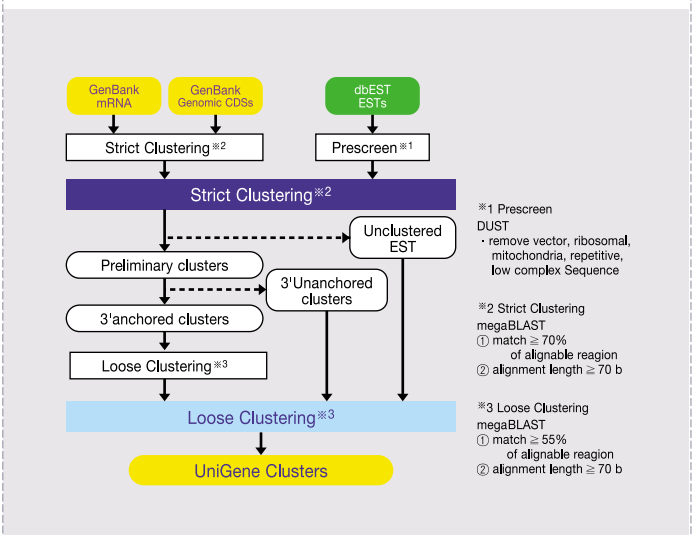 GenBank
mRNA
GenBank
Genomic CDSs
dbEST
ESTs
Strict Clustering※2
Prescreen※1
Strict Clustering※2
Unclustered
EST
Preliminary clusters
3'Unanchored
clusters
3'anchored clusters
Loose Clustering※3
Loose Clustering※3
UniGene Clusters
※1 Prescreen
DUST
・remove vector, ribosomal,
mitochondria, repetitive,
low complex Sequence
※2 Strict Clustering
megaBLAST
① match ≧ 70%
of alignable reagion
② alignment length ≧ 70 b
※3 Loose Clustering
megaBLAST
① match ≧ 55%
of alignable reagion
② alignment length ≧ 70 b